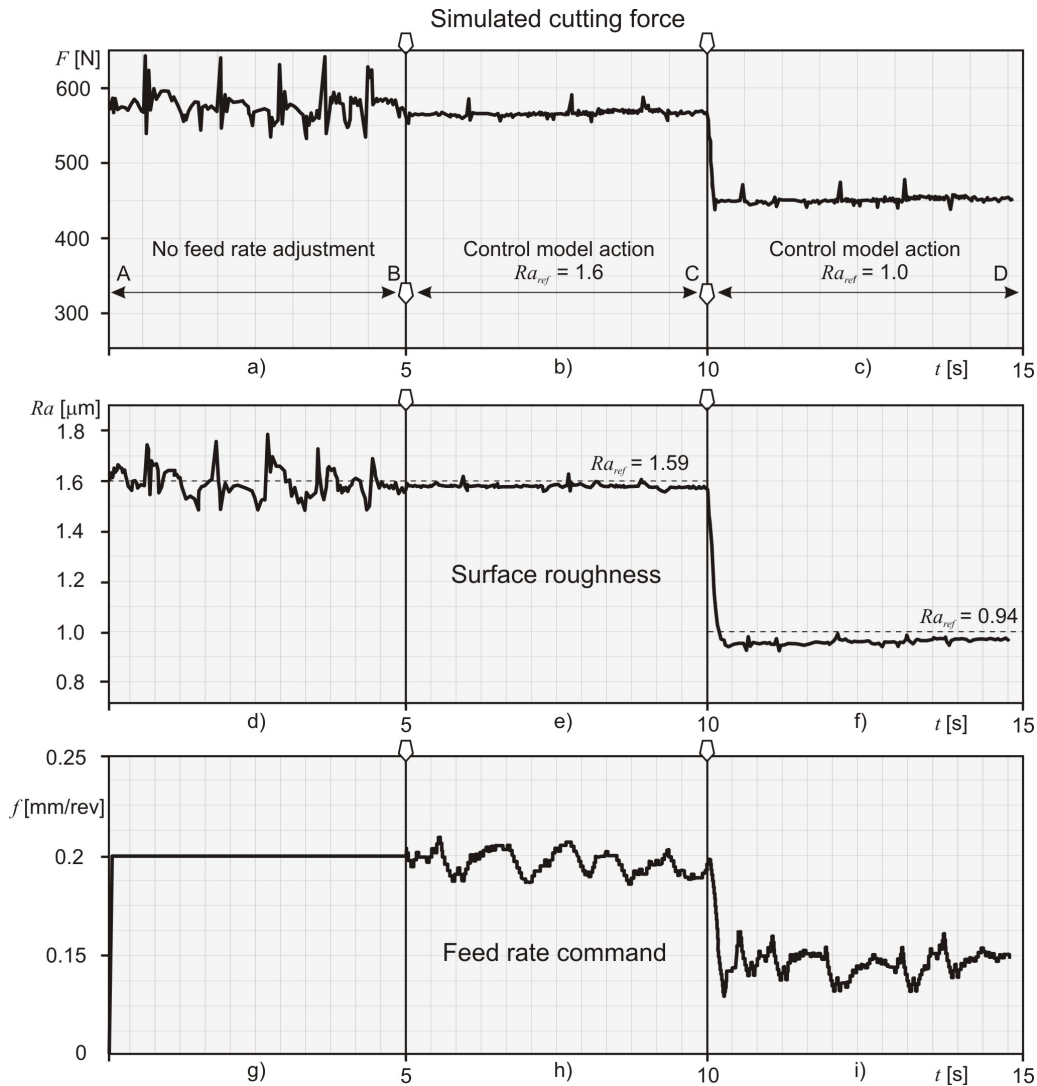 Simulated cutting force
F [N]
600
500
400
300
No feed rate adjustment
Control model action
Ra_ref = 1.6
Control model action
Ra_ref = 1.0
A
B
C
D
a)
5
b)
10
c)
t [s]
15
Ra [µm]
1.8
1.6
1.4
1.2
1.0
0.8
Ra_ref = 1.59
Surface roughness
Ra_ref = 0.94
d)
5
e)
10
f)
t [s]
15
0.25
f [mm/rev]
0.2
0.15
0
Feed rate command
g)
5
h)
10
i)
t [s]
15